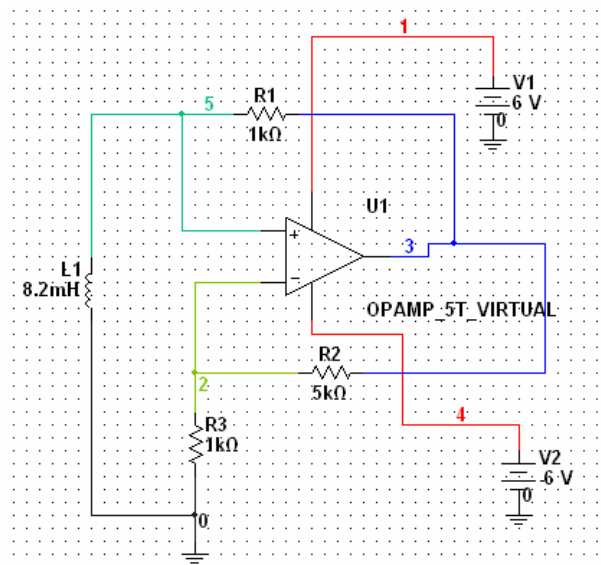 1
V1
6 V
0
5
R1
1kΩ
U1
3
L1
8.2mH
OPAMP_5T_VIRTUAL
R2
5kΩ
2
4
R3
1kΩ
V2
-6 V
0
0